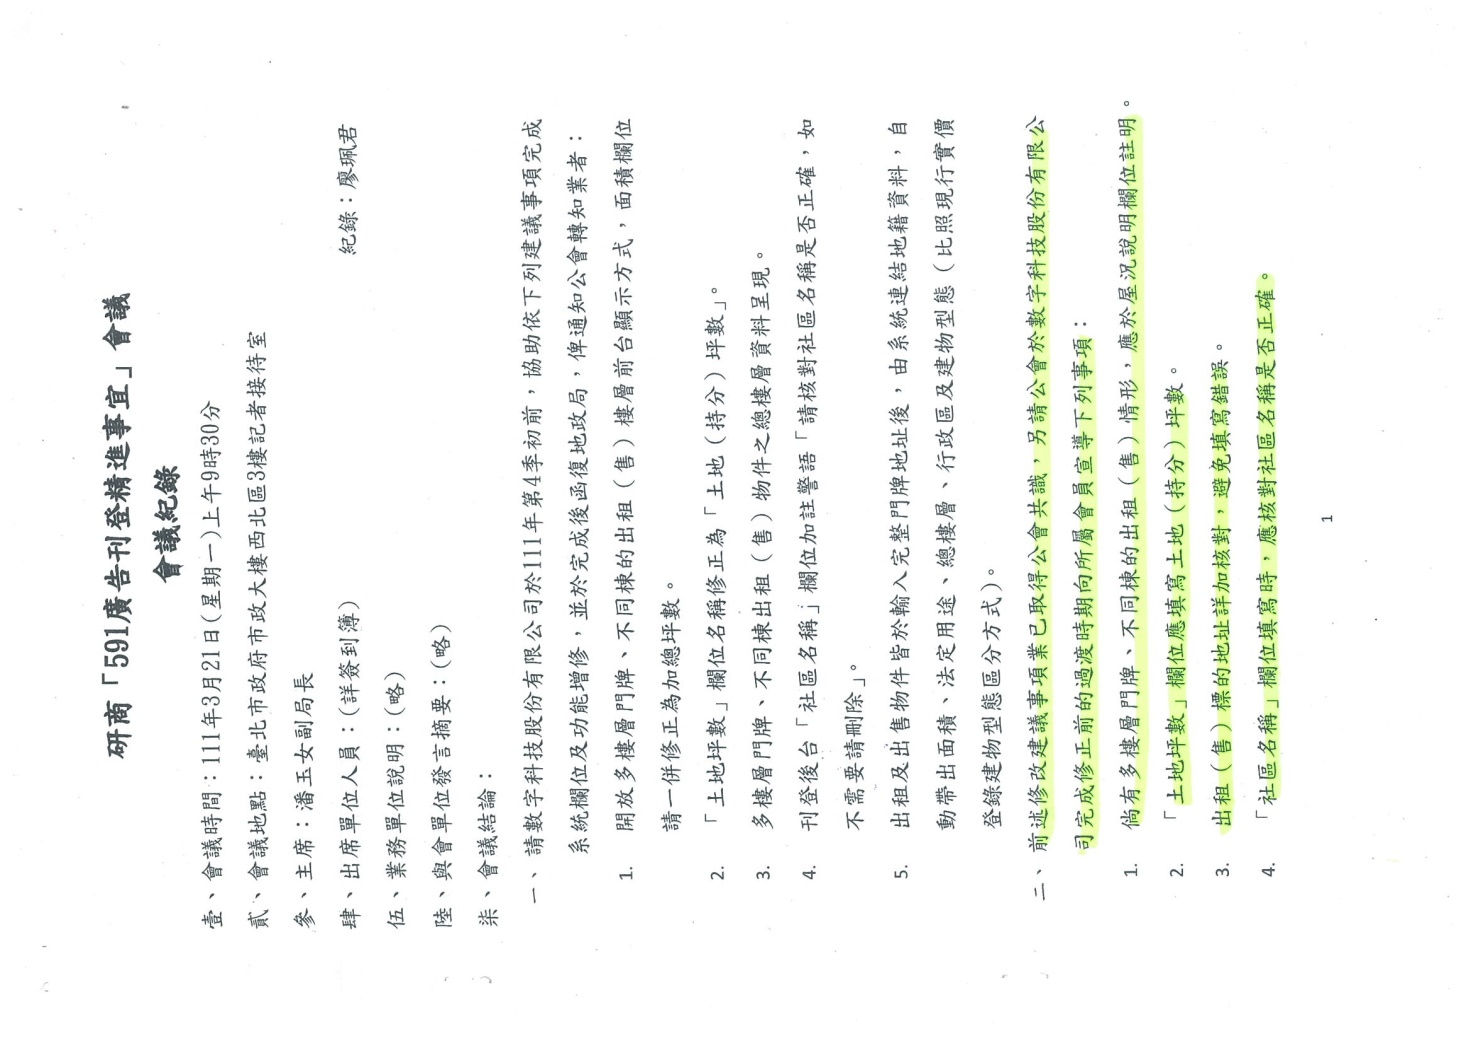 研商「591廣告刊登精進事宜」會議
會議紀錄
壹、會議時間：111年3月21日(星期一)上午9時30分
貳、會議地點：臺北市政府市政大樓西北區3樓記者接待室
參、主席：潘玉女副局長　紀錄：廖珮君
肆、出席單位人員：(詳簽到簿)
伍、業務單位說明：(略)
陸、與會單位發言摘要：(略)
柒、會議結論：
一、請數字科技股份有限公司於111年第4季初前，協助依下列建議事項完成
系統欄位及功能增修，並於完成後函復地政局，俾通知公會轉知業者：
1. 開放多樓層門牌、不同棟的出租（售）樓層前台顯示方式，面積欄位
請一併修正為加總坪數。
2. 「土地坪數」欄位名稱修正為「土地（持分）坪數」。
3. 多樓層門牌、不同棟出租（售）物件之總樓層資料呈現。
4. 刊登後台「社區名稱」欄位加註警語「請核對社區名稱是否正確，如
不需要請刪除」。
5. 出租及出售物件皆於輸入完整門牌地址後，由系統連結地籍資料，自
動帶出面積、法定用途、總樓層、行政區及建物型態（比照現行實價
登錄建物型態區分方式）。
二、前述修改建議事項業已取得公會共識，另請公會於數字科技股份有限公
司完成修正前的過渡時期向所屬會員宣導下列事項：
1. 倘有多樓層門牌、不同棟的出租（售）情形，應於屋況說明欄位註明。
2. 「土地坪數」欄位應填寫土地（持分）坪數。
3. 出租（售）標的地址詳加核對，避免填寫錯誤。
4. 「社區名稱」欄位填寫時，應核對社區名稱是否正確。
1